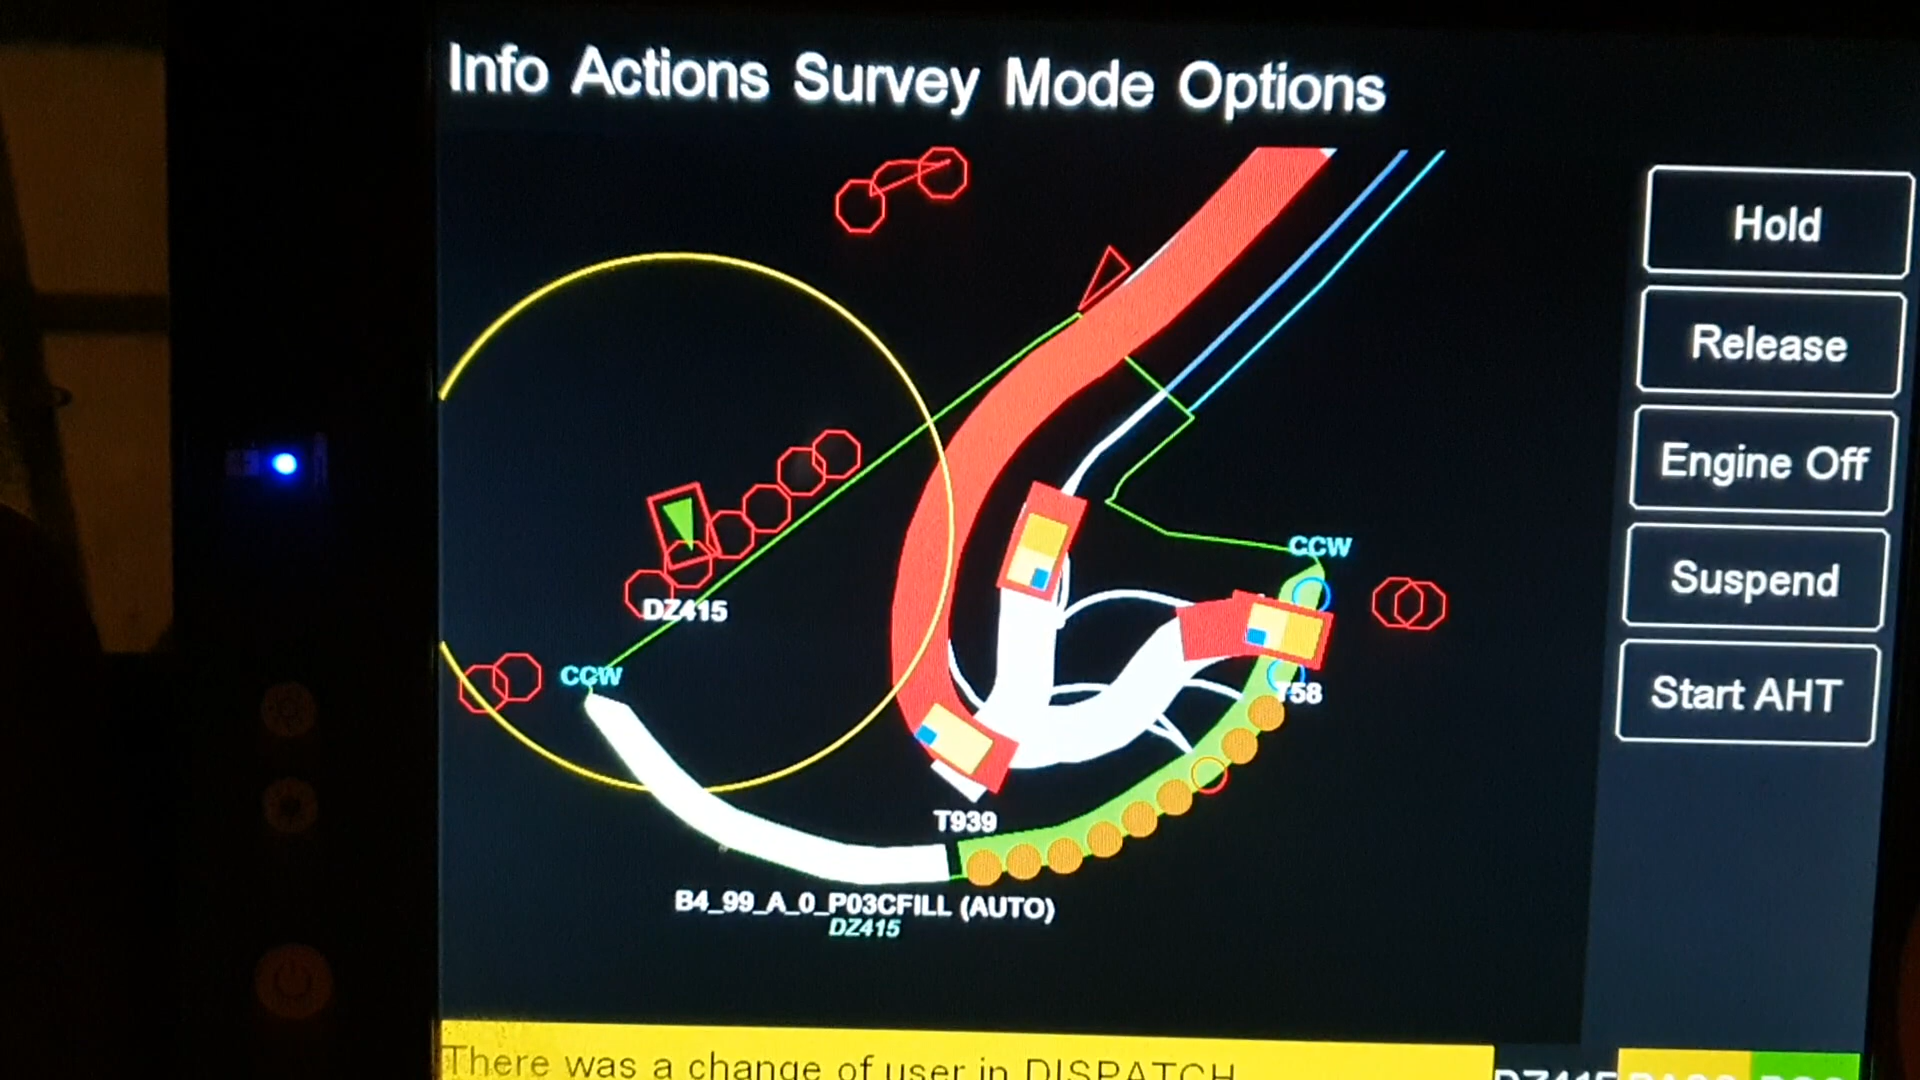 Info Actions Survey Mode Options
Hold
Release
Engine Off
Suspend
Start AHT
CCW
DZ415
CCW
T58
T939
B4_99_A_0_P03CFILL (AUTO)
DZ415
There was a change of user in DISPATCH
DZ415